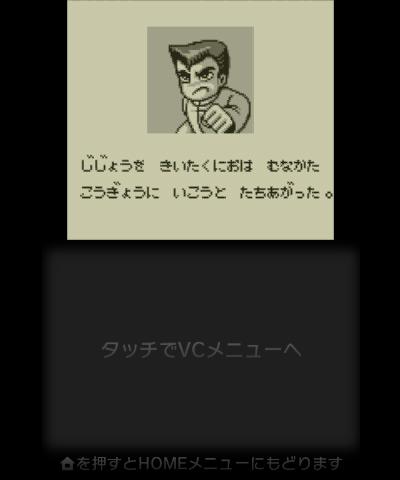 じじょうを きいたくにおは むなかた
こうぎょうに いこうと たちあがった。
タッチでVCメニューへ
を押すとHOMEメニューにもどります